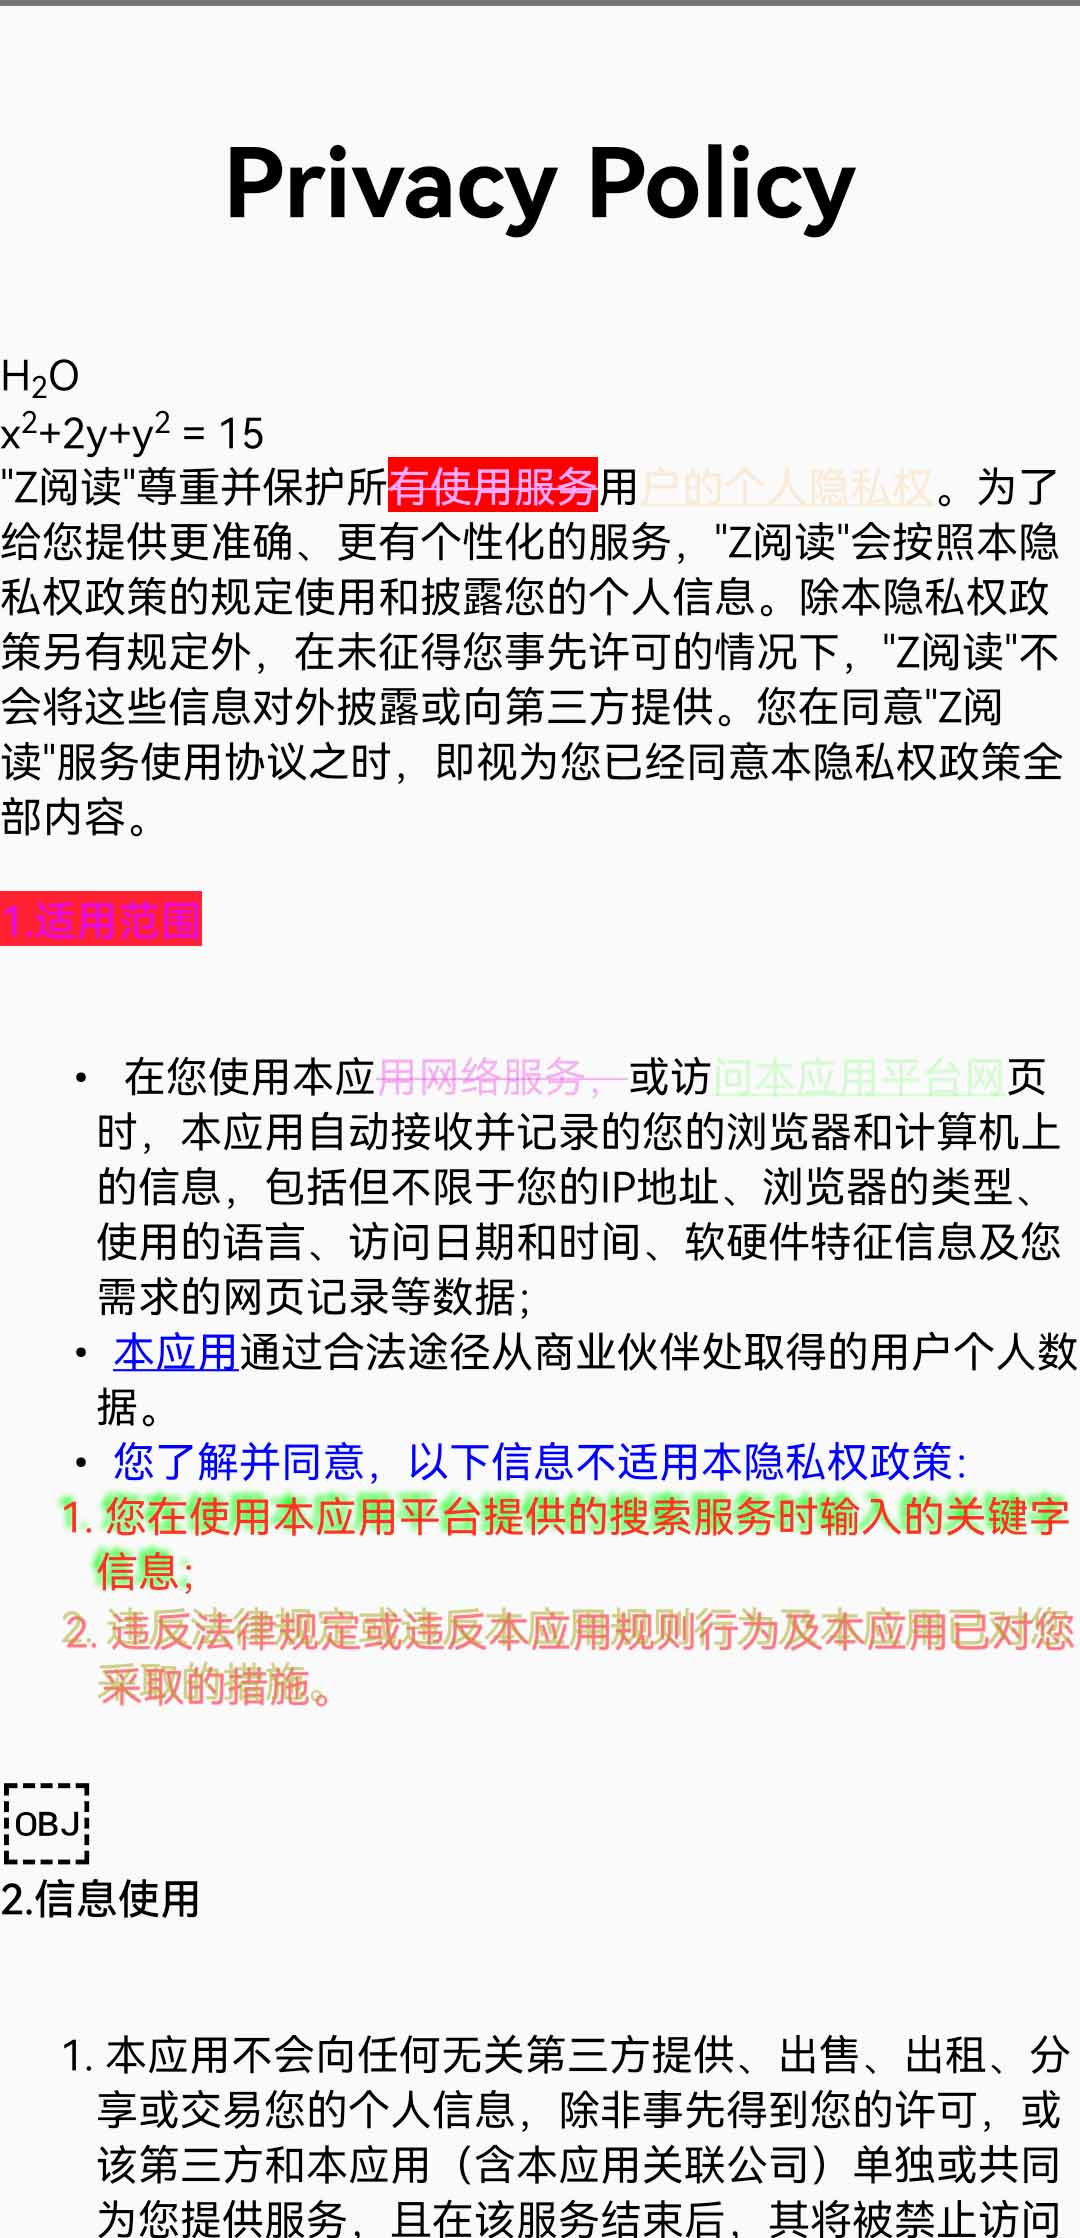 Privacy Policy
H₂O
x²+2y+y² = 15
"Z阅读"尊重并保护所有使用服务用户的个人隐私权。为了
给您提供更准确、更有个性化的服务，"Z阅读"会按照本隐
私权政策的规定使用和披露您的个人信息。除本隐私权政
策另有规定外，在未征得您事先许可的情况下，"Z阅读"不
会将这些信息对外披露或向第三方提供。您在同意"Z阅
读"服务使用协议之时，即视为您已经同意本隐私权政策全
部内容。
1.适用范围
• 在您使用本应用网络服务，或访问本应用平台网页
时，本应用自动接收并记录的您的浏览器和计算机上
的信息，包括但不限于您的IP地址、浏览器的类型、
使用的语言、访问日期和时间、软硬件特征信息及您
需求的网页记录等数据；
• 本应用通过合法途径从商业伙伴处取得的用户个人数
据。
• 您了解并同意，以下信息不适用本隐私权政策：
1. 您在使用本应用平台提供的搜索服务时输入的关键字
信息；
2. 违反法律规定或违反本应用规则行为及本应用已对您
采取的措施。
OBJ
2.信息使用
1. 本应用不会向任何无关第三方提供、出售、出租、分
享或交易您的个人信息，除非事先得到您的许可，或
该第三方和本应用（含本应用关联公司）单独或共同
为您提供服务，且在该服务结束后，其将被禁止访问